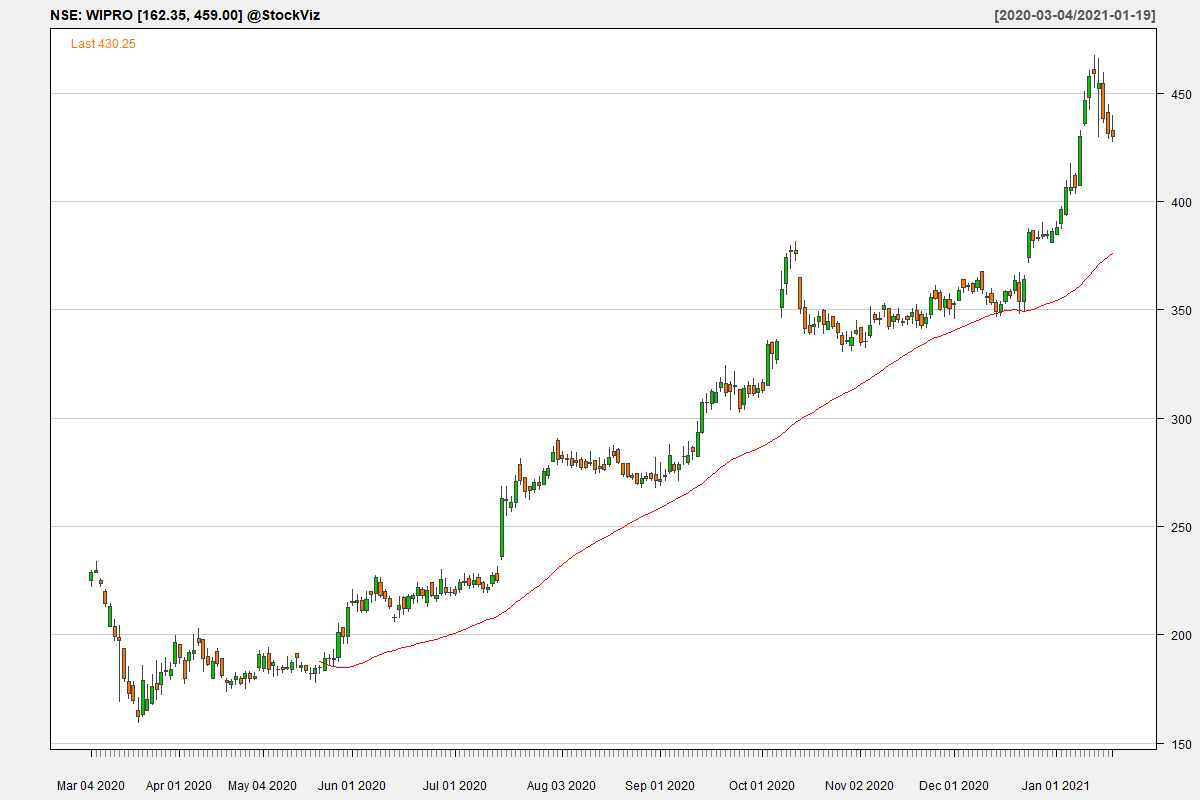 NSE: WIPRO [162.35, 459.00] @StockViz [2020-03-04/2021-01-19]
Last 430.25
450
400
350
300
250
200
150
Mar 04 2020 Apr 01 2020 May 04 2020 Jun 01 2020 Jul 01 2020 Aug 03 2020 Sep 01 2020 Oct 01 2020 Nov 02 2020 Dec 01 2020 Jan 01 2021